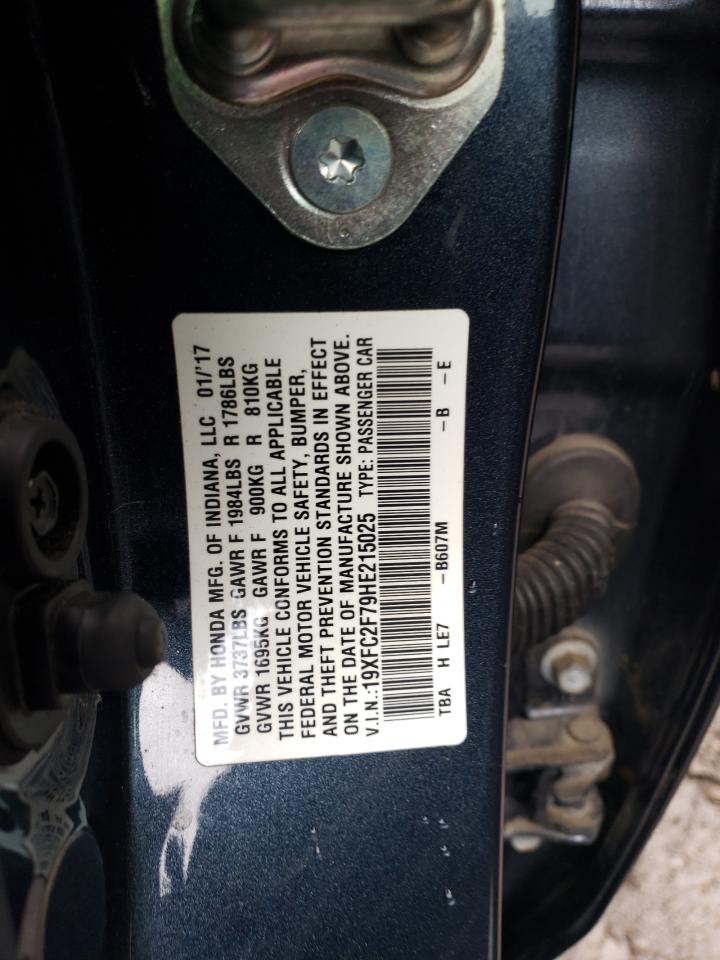 MFD. BY HONDA MFG. OF INDIANA, LLC 01/'17
GVWR 3737LBS GAWR F 1984LBS R 1786LBS
GVWR 1695KG GAWR F 900KG R 810KG
THIS VEHICLE CONFORMS TO ALL APPLICABLE
FEDERAL MOTOR VEHICLE SAFETY, BUMPER,
AND THEFT PREVENTION STANDARDS IN EFFECT
ON THE DATE OF MANUFACTURE SHOWN ABOVE.
V.I.N.:19XFC2F79HE215025 TYPE: PASSENGER CAR
TBA H LE7 -B607M -B -E